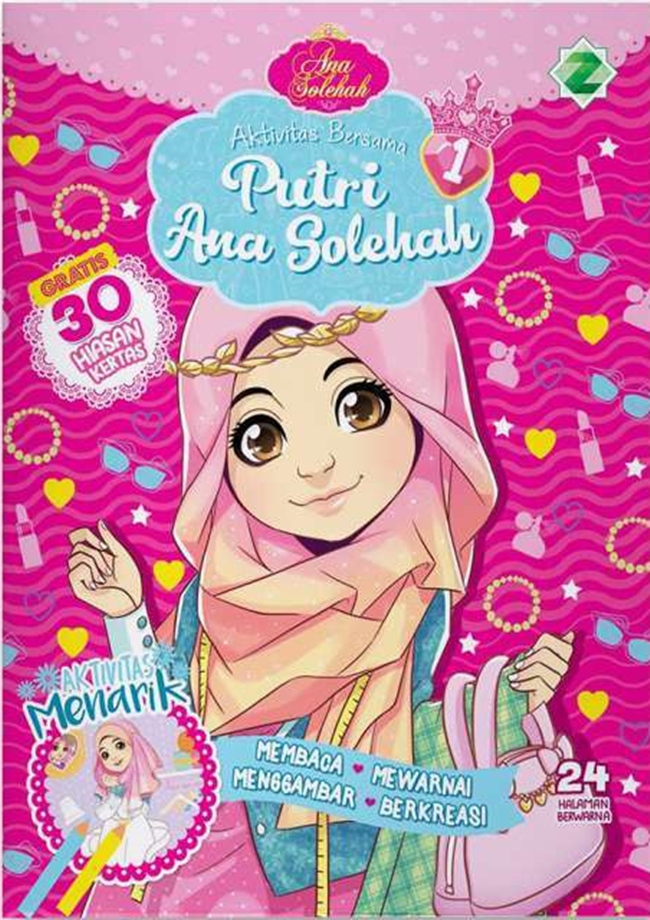 Ana
Solehah
Aktivitas Bersama
Putri
Ana Solehah
1
GRATIS
30
HIASAN
KERTAS
AKTIVITAS
Menarik
MEMBACA MEWARNAI
MENGGAMBAR BERKREASI
24
HALAMAN
BERWARNA